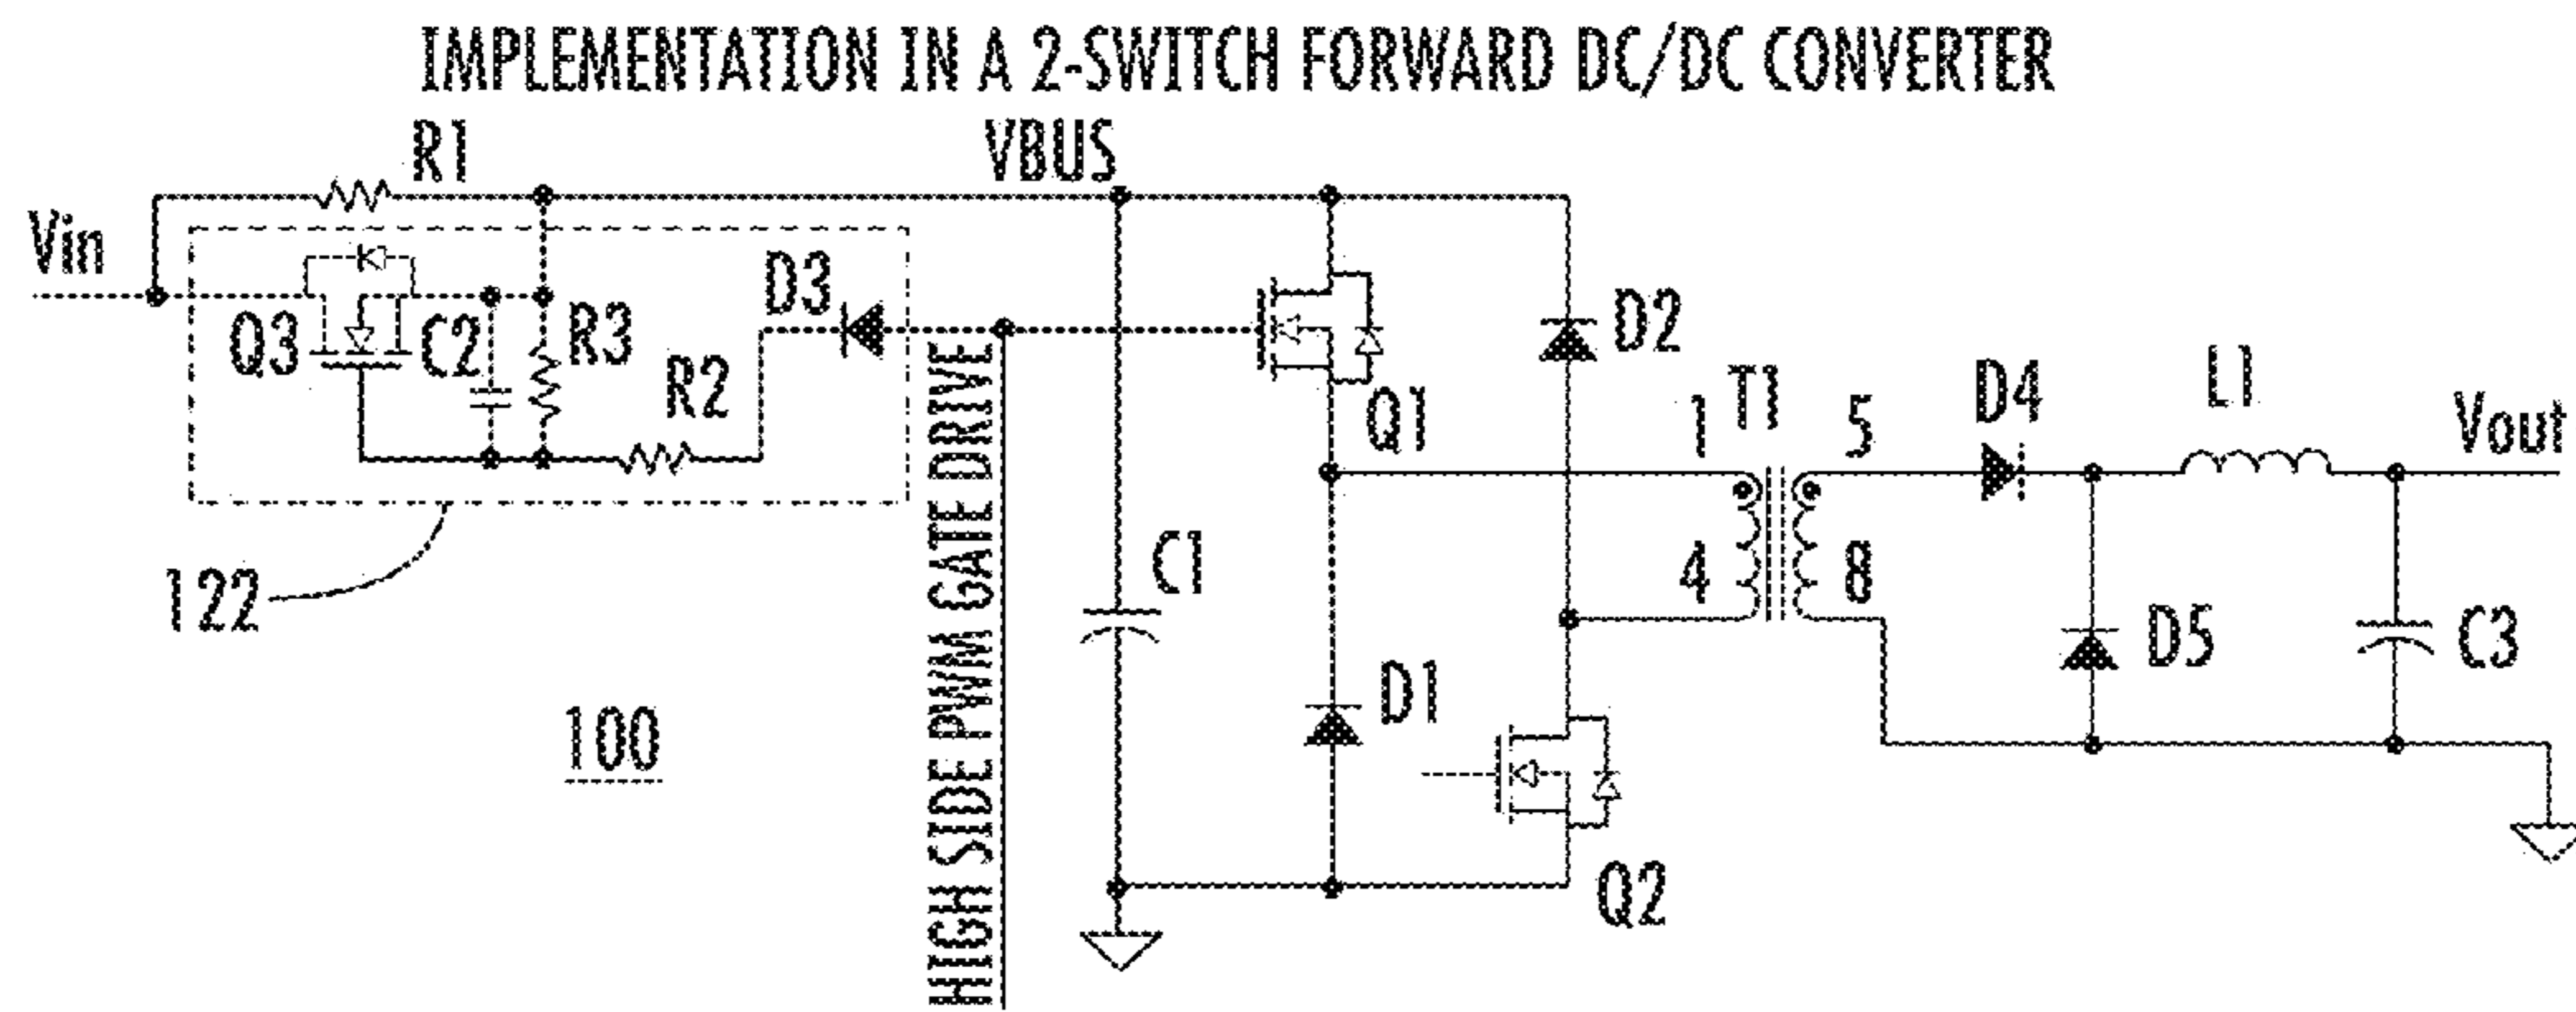 IMPLEMENTATION IN A 2-SWITCH FORWARD DC/DC CONVERTER
R1
VBUS
Vin
D3
Q3
C2
R3
R2
D2
Q1
1
T1
5
D4
L1
Vout
HIGH SIDE PWM GATE DRIVE
C1
4
8
122
D1
D5
C3
100
Q2